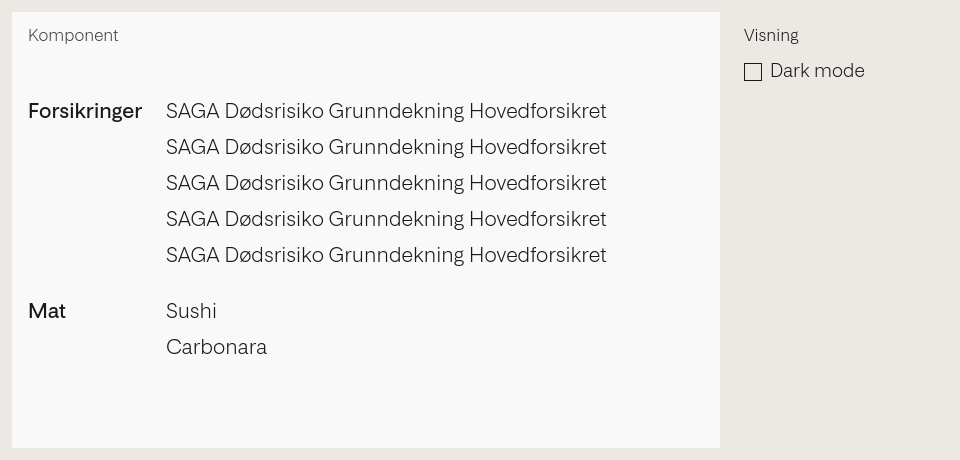 Komponent
Visning
Dark mode
Forsikringer SAGA Dødsrisiko Grunndekning Hovedforsikret
SAGA Dødsrisiko Grunndekning Hovedforsikret
SAGA Dødsrisiko Grunndekning Hovedforsikret
SAGA Dødsrisiko Grunndekning Hovedforsikret
SAGA Dødsrisiko Grunndekning Hovedforsikret
Mat Sushi
Carbonara